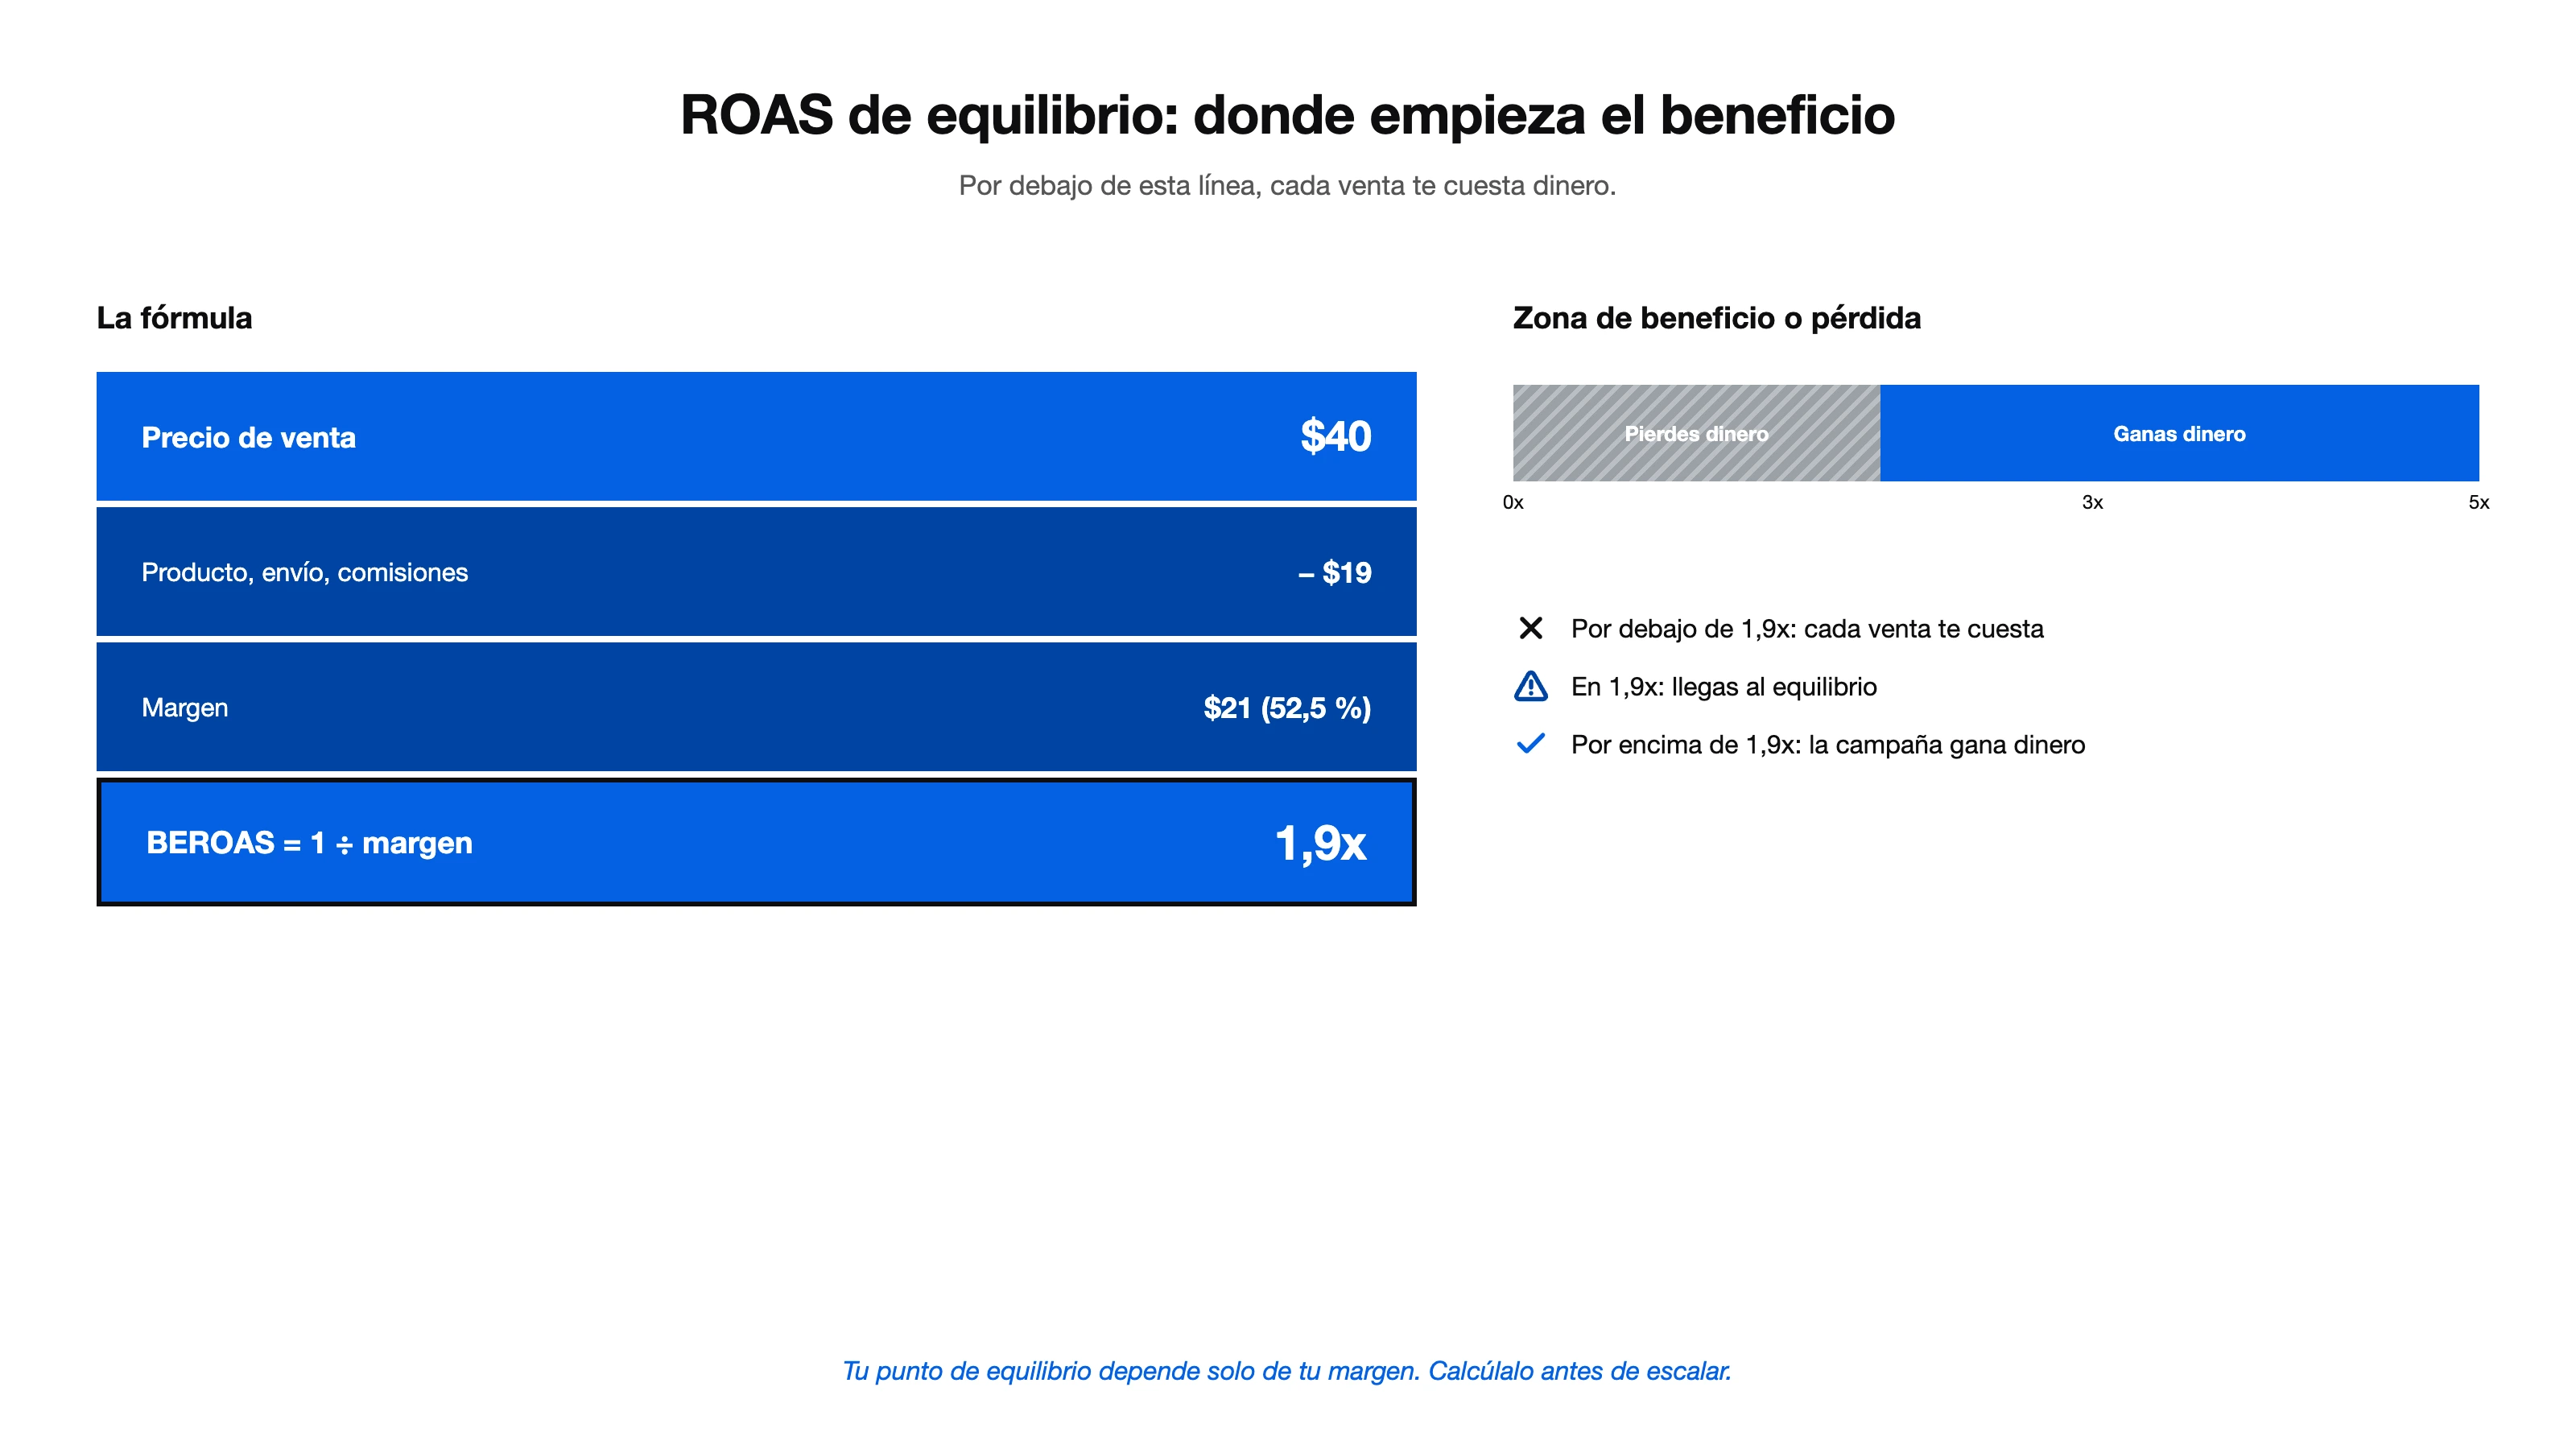 ROAS de equilibrio: donde empieza el beneficio
Por debajo de esta línea, cada venta te cuesta dinero.
La fórmula
Precio de venta $40
Producto, envío, comisiones – $19
Margen $21 (52,5 %)
BEROAS = 1 ÷ margen 1,9x
Zona de beneficio o pérdida
Pierdes dinero Ganas dinero
0x 3x 5x
Por debajo de 1,9x: cada venta te cuesta
En 1,9x: llegas al equilibrio
Por encima de 1,9x: la campaña gana dinero
Tu punto de equilibrio depende solo de tu margen. Calcúlalo antes de escalar.